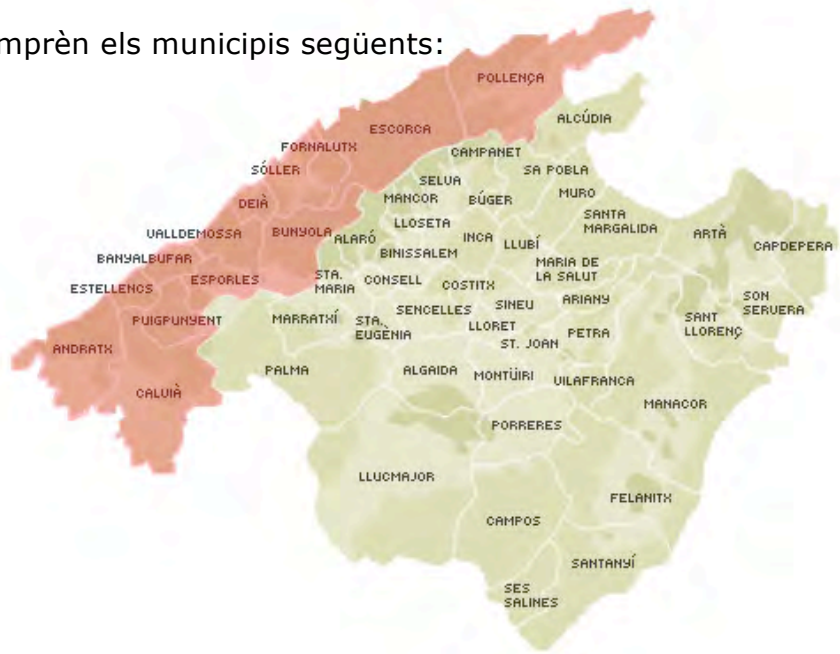 mprèn els municipis següents:
POLLENÇA
ALCÚDIA
ESCORCA
FORNALUTX
CAMPANET
SÓLLER
SA POBLA
SELVA
MURO
MANCOR
BÚGER
DEIÀ
SANTA
MARGALIDA
LLOSETA
VALLDEMOSSA
BUNYOLA
ALARÓ
INCA
LLUBÍ
ARTÀ
CAPDEPERA
BINISSALEM
BANYALBUFAR
MARIA DE
LA SALUT
ESPORLES
STA.
MARIA
CONSELL
COSTITX
ESTELLENCS
ARIANY
SON
SERVERA
SENCELLES
SINEU
PUIGPUNYENT
MARRATXÍ
STA.
EUGÈNIA
LLORET
SANT
LLORENÇ
PETRA
ST. JOAN
ANDRATX
PALMA
ALGAIDA
MONTÜIRI
VILAFRANCA
CALVIÀ
MANACOR
PORRERES
LLUCMAJOR
FELANITX
CAMPOS
SANTANYÍ
SES
SALINES